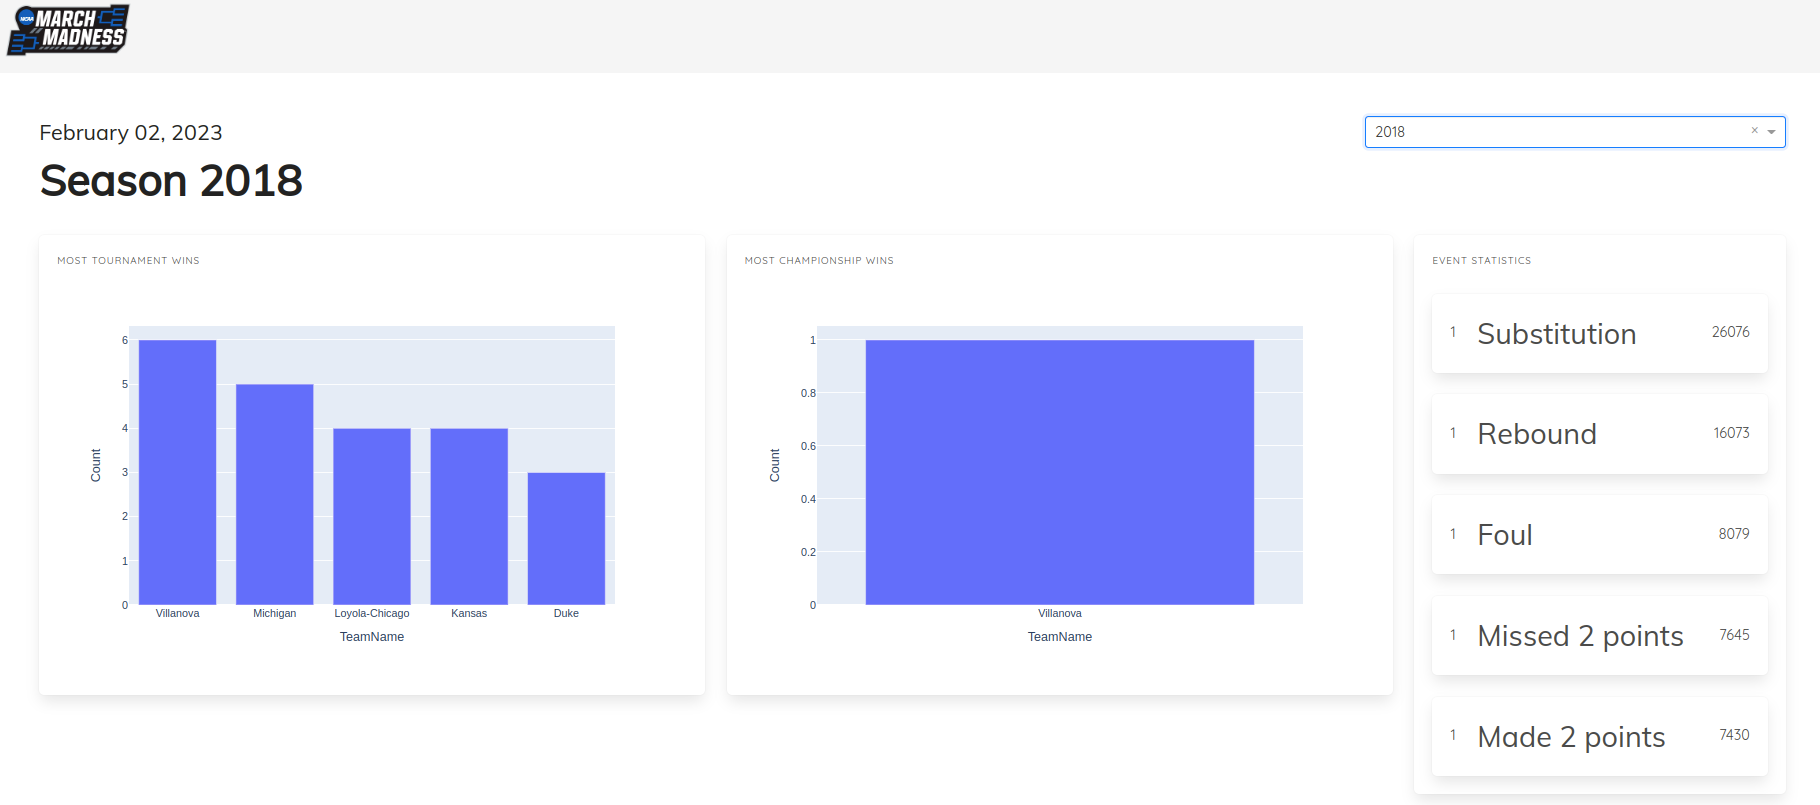 NCAA MARCH
MADNESS
February 02, 2023
Season 2018
2018 ×
MOST TOURNAMENT WINS
6
5
4
3
2
1
0
Count
Villanova Michigan Loyola-Chicago Kansas Duke
TeamName
MOST CHAMPIONSHIP WINS
1
0.8
0.6
0.4
0.2
0
Count
Villanova
TeamName
EVENT STATISTICS
1 Substitution 26076
1 Rebound 16073
1 Foul 8079
1 Missed 2 points 7645
1 Made 2 points 7430